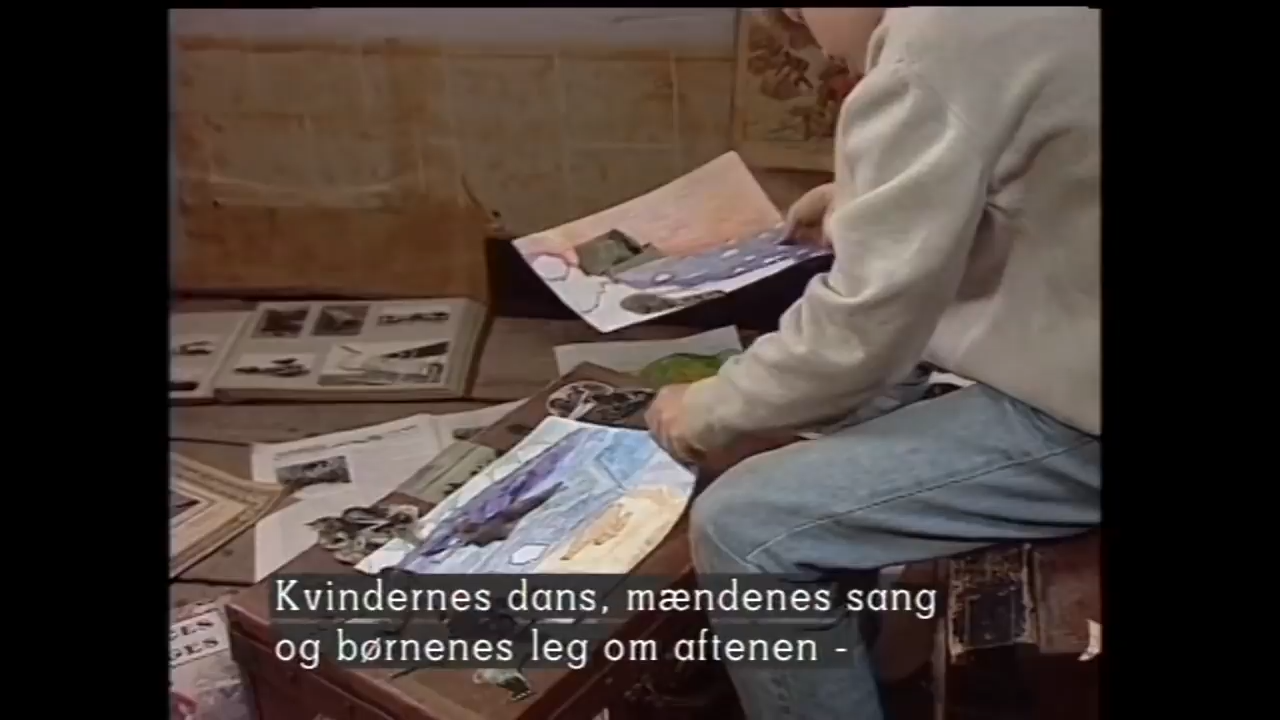 Kvindernes dans, mændenes sang
og børnenes leg om aftenen -